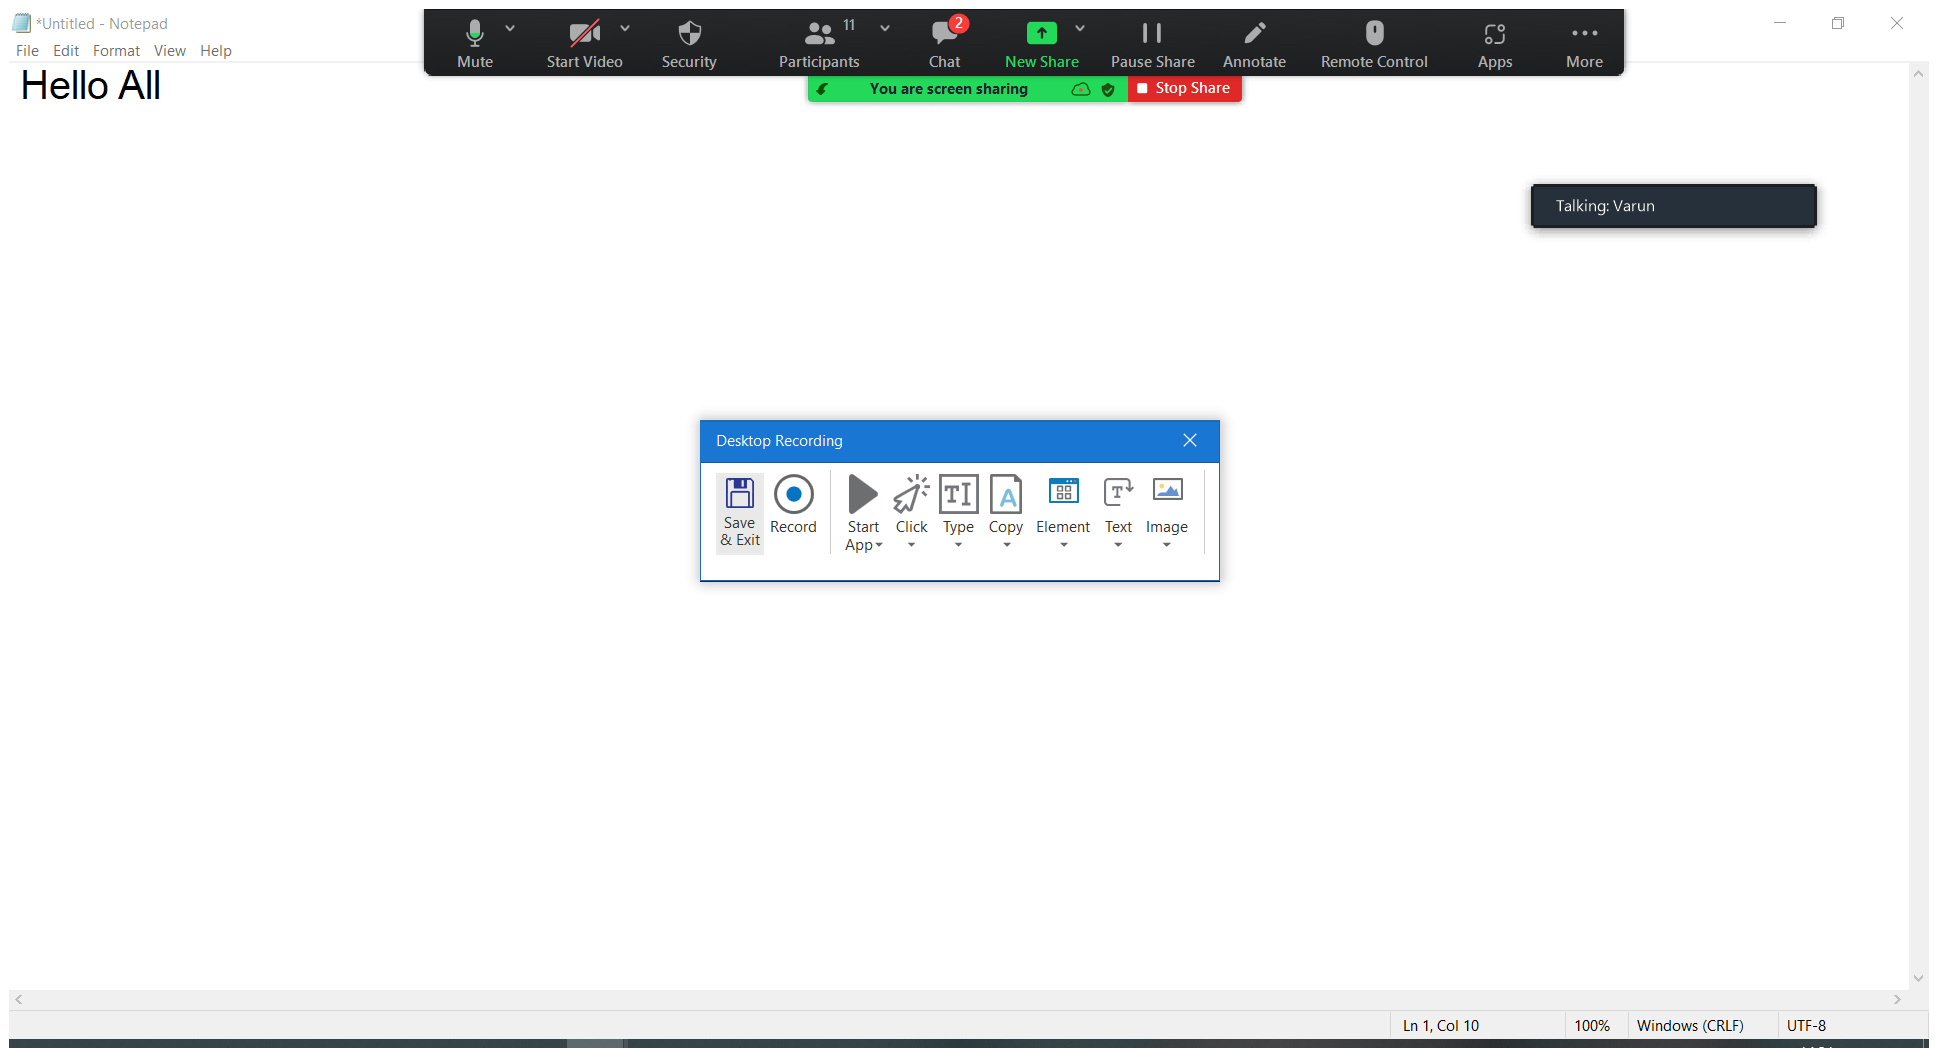 *Untitled - Notepad
File Edit Format View Help
Hello All
Mute Start Video Security Participants 11 Chat 2 New Share Pause Share Annotate Remote Control Apps More
You are screen sharing Stop Share
Talking: Varun
Desktop Recording
Save & Exit
Record
Start App
Click
Type
Copy
Element
Text
Image
Ln 1, Col 10 100% Windows (CRLF) UTF-8